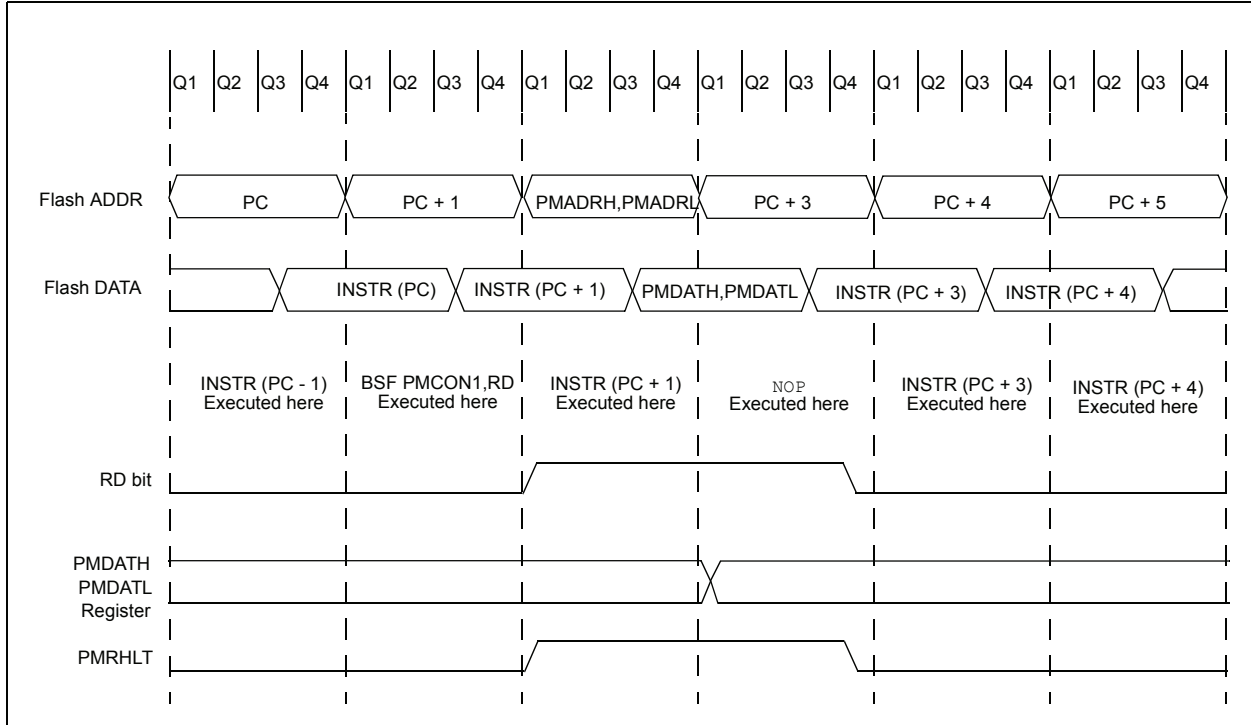 Q1 Q2 Q3 Q4 Q1 Q2 Q3 Q4 Q1 Q2 Q3 Q4 Q1 Q2 Q3 Q4 Q1 Q2 Q3 Q4 Q1 Q2 Q3 Q4
Flash ADDR PC PC + 1 PMADRH,PMADRL PC + 3 PC + 4 PC + 5
Flash DATA INSTR (PC) INSTR (PC + 1) PMDATH,PMDATL INSTR (PC + 3) INSTR (PC + 4)
INSTR (PC - 1) BSF PMCON1,RD INSTR (PC + 1) NOP INSTR (PC + 3) INSTR (PC + 4)
Executed here Executed here Executed here Executed here Executed here Executed here
RD bit
PMDATH
PMDATL
Register
PMRHLT